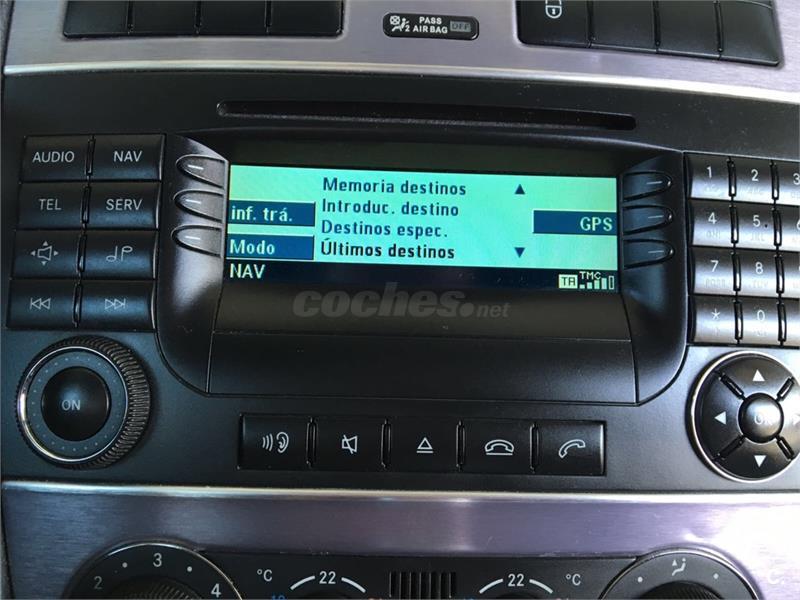 PASS
2 AIR BAG OFF
AUDIO NAV
TEL SERV
Memoria destinos
Introduc. destino
inf. trá.
GPS
Destinos espec.
Modo
Últimos destinos
NAV
TA TMC
1 2 3
4 5 6
7 8
* 0
coches.net
ON
OK
2 3 4
°C 22
22 °C